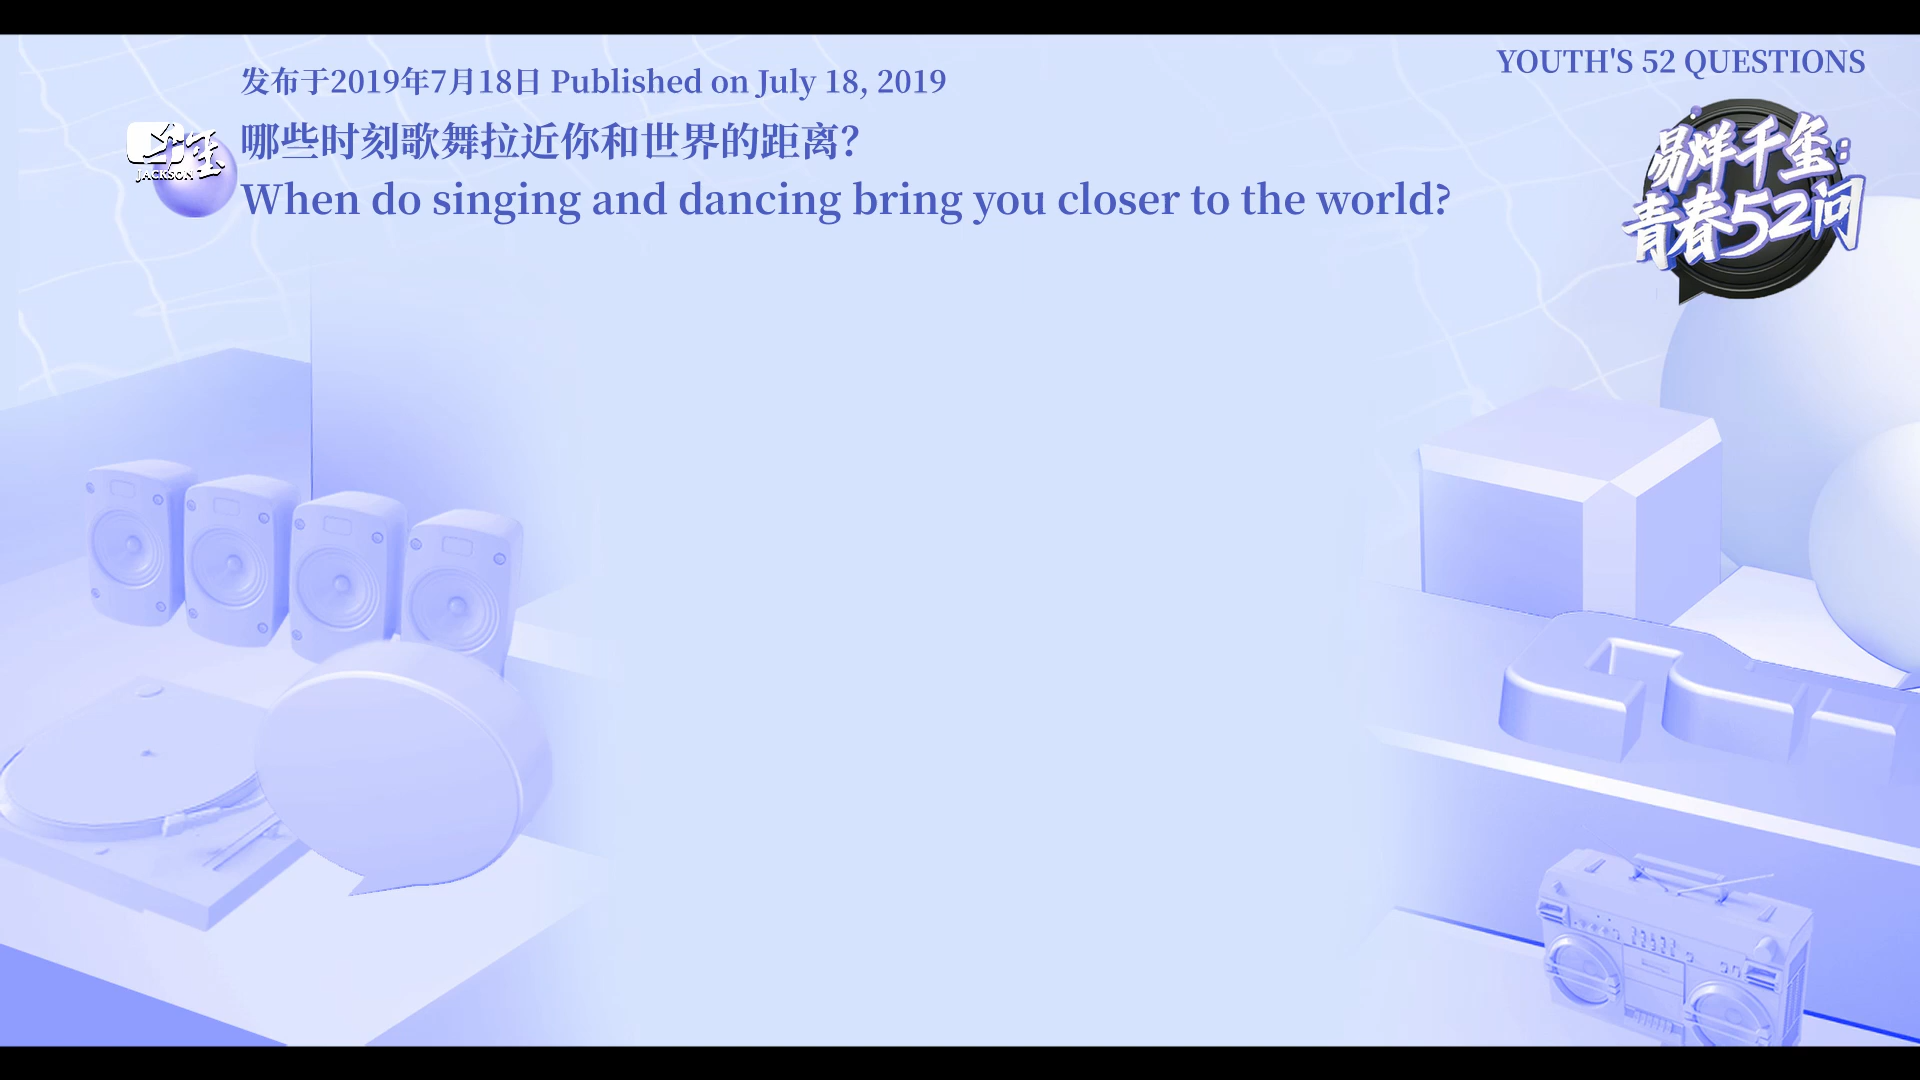 YOUTH'S 52 QUESTIONS
发布于2019年7月18日 Published on July 18, 2019
哪些时刻歌舞拉近你和世界的距离?
When do singing and dancing bring you closer to the world?
千玺
JACKSON
易烊千玺:
青春52问